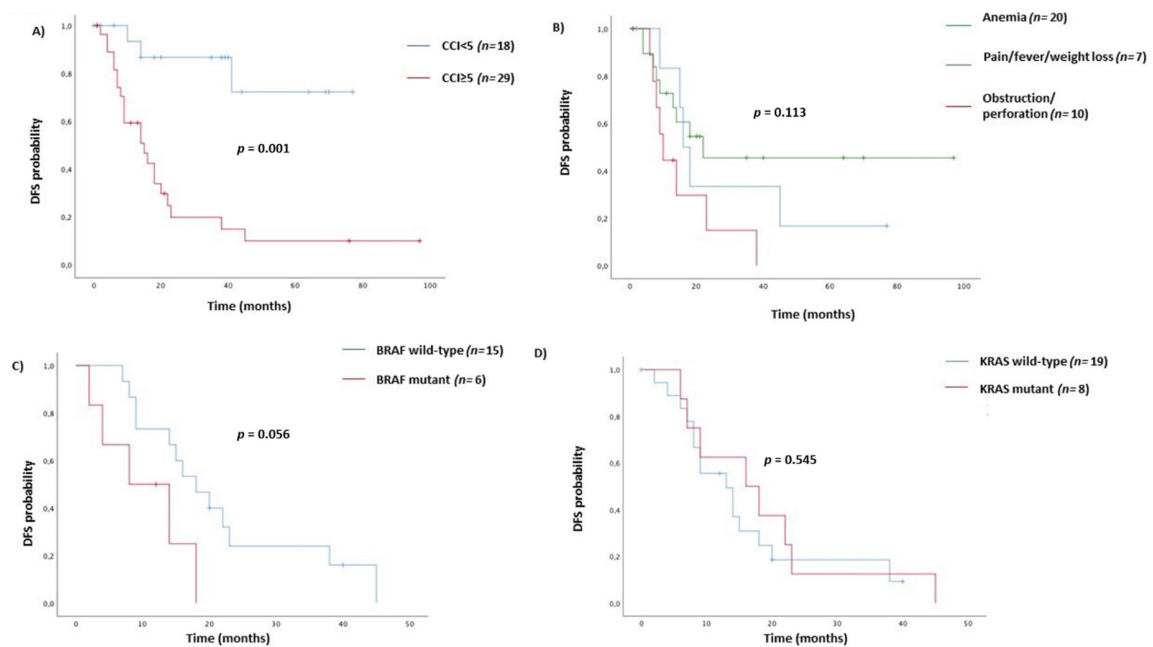 A)
CCI<5 (n=18)
CCI≥5 (n=29)
p = 0.001
DFS probability
1,0
0,8
0,6
0,4
0,2
0,0
0 20 40 60 80 100
Time (months)
B)
Anemia (n= 20)
Pain/fever/weight loss (n=7)
Obstruction/
perforation (n= 10)
p = 0.113
DFS probability
1,0
0,8
0,6
0,4
0,2
0,0
0 20 40 60 80 100
Time (months)
C)
BRAF wild-type (n=15)
BRAF mutant (n= 6)
p = 0.056
DFS probability
1,0
0,8
0,6
0,4
0,2
0,0
0 10 20 30 40 50
Time (months)
D)
KRAS wild-type (n= 19)
KRAS mutant (n= 8)
p = 0.545
DFS probability
1,0
0,8
0,6
0,4
0,2
0,0
0 10 20 30 40 50
Time (months)